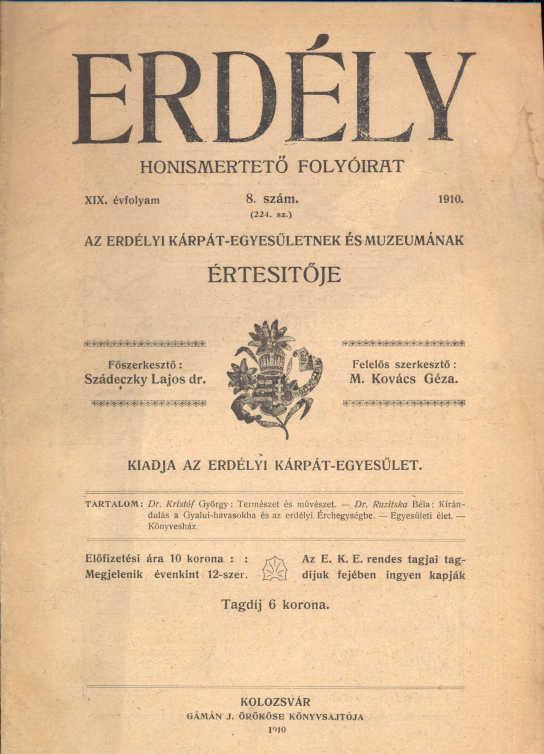 ERDÉLY
HONISMERTETŐ FOLYÓIRAT
XIX. évfolyam 8. szám. 1910.
(224. sz.)
AZ ERDÉLYI KÁRPÁT-EGYESÜLETNEK ÉS MUZEUMÁNAK
ÉRTESITŐJE
Főszerkesztő:
Szádeczky Lajos dr.
Felelős szerkesztő:
M. Kovács Géza.
KIADJA AZ ERDÉLYI KÁRPÁT-EGYESÜLET.
TARTALOM: Dr. Kristóf György: Természet és művészet. — Dr. Ruzitska Béla: Kirán-
dulás a Gyalui-havasokba és az erdélyi Érchegységbe. — Egyesületi élet. —
Könyvesház.
Előfizetési ára 10 korona : :
Megjelenik évenkint 12-szer.
Az E. K. E. rendes tagjai tag-
díjuk fejében ingyen kapják
Tagdíj 6 korona.
KOLOZSVÁR
GÁMÁN J. ÖRÖKÖSE KÖNYVSAJTÓJA
1910